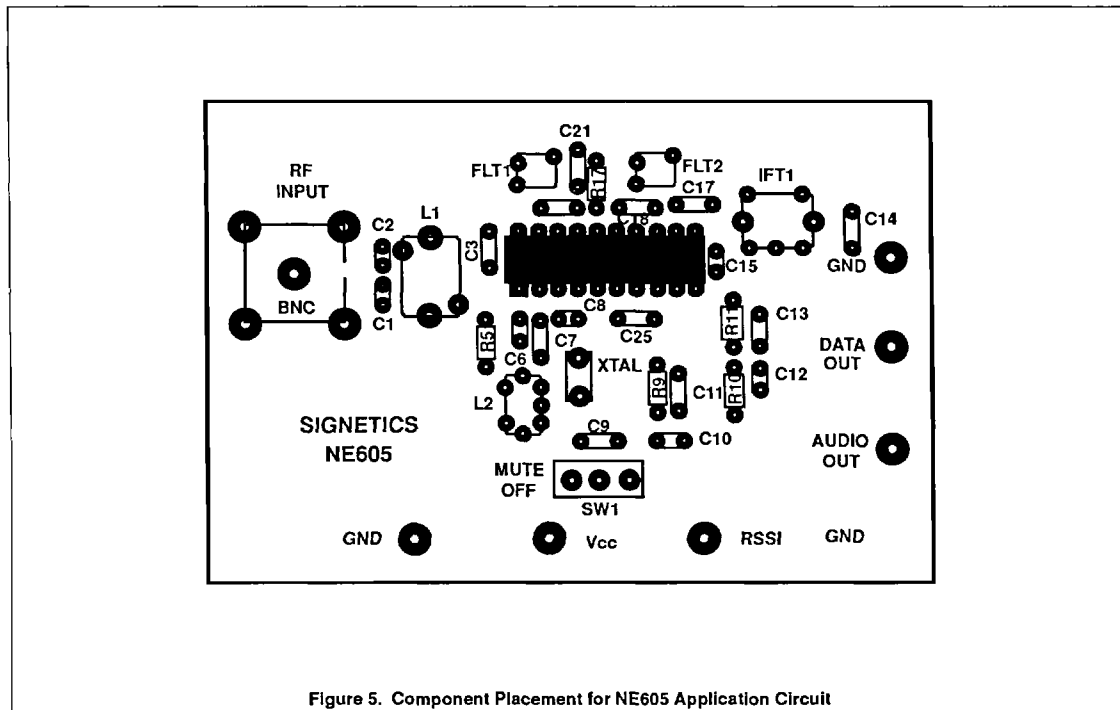 C21
FLT1
R17
FLT2
C17
IFT1
RF
INPUT
L1
C2
C18
C14
C3
GND
C15
BNC
C1
C8
C7
C25
R11
C13
R5
C6
XTAL
DATA
OUT
R9
C11
R10
C12
L2
SIGNETICS
NE605
C9
C10
AUDIO
OUT
MUTE
OFF
SW1
GND
Vcc
RSSI
GND
Figure 5. Component Placement for NE605 Application Circuit